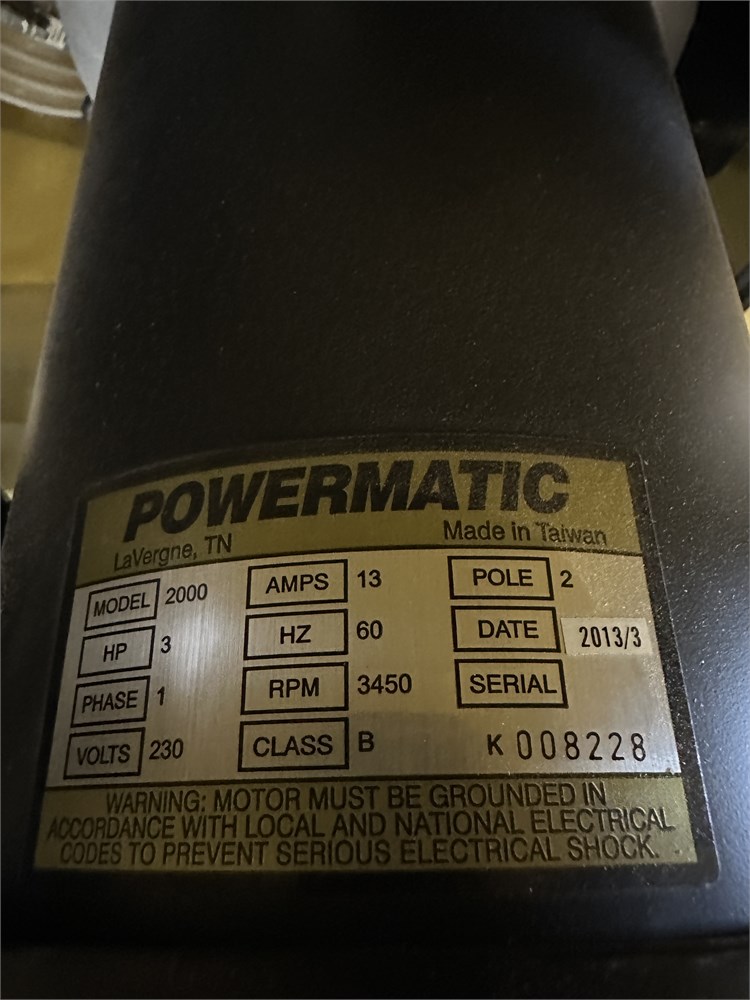 POWERMATIC
LaVergne, TN Made in Taiwan
MODEL 2000 AMPS 13 POLE 2
HP 3 HZ 60 DATE 2013/3
PHASE 1 RPM 3450 SERIAL
VOLTS 230 CLASS B K 008228
WARNING: MOTOR MUST BE GROUNDED IN
ACCORDANCE WITH LOCAL AND NATIONAL ELECTRICAL
CODES TO PREVENT SERIOUS ELECTRICAL SHOCK.